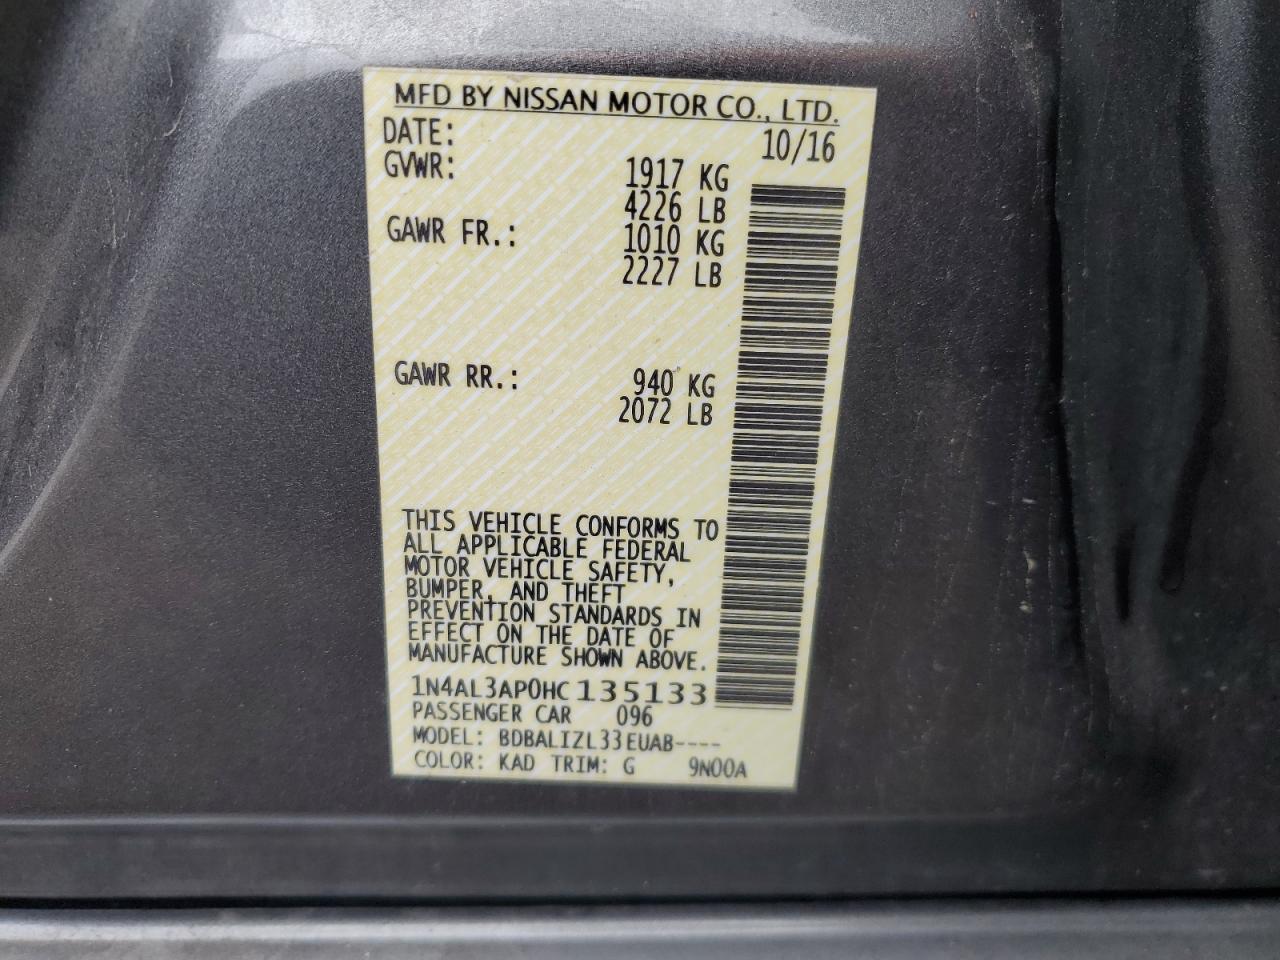 MFD BY NISSAN MOTOR CO., LTD.
DATE: 10/16
GVWR: 1917 KG
4226 LB
GAWR FR.: 1010 KG
2227 LB
GAWR RR.: 940 KG
2072 LB
THIS VEHICLE CONFORMS TO
ALL APPLICABLE FEDERAL
MOTOR VEHICLE SAFETY,
BUMPER, AND THEFT
PREVENTION STANDARDS IN
EFFECT ON THE DATE OF
MANUFACTURE SHOWN ABOVE.
1N4AL3AP0HC135133
PASSENGER CAR 096
MODEL: BDBALIZL33EUAB----
COLOR: KAD TRIM: G 9N00A